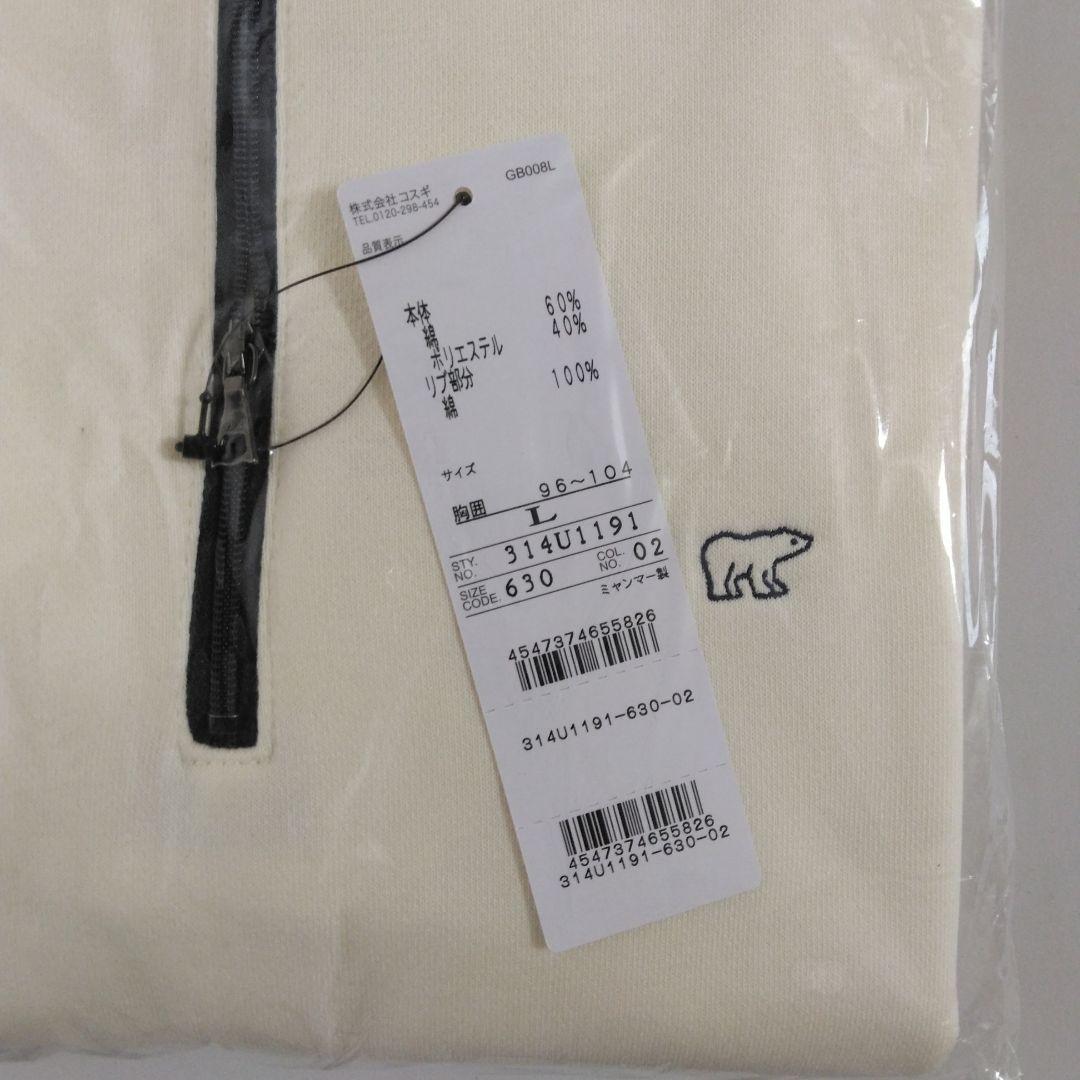 GB008L
株式会社 コスギ
TEL.0120-298-454
品質表示
本体
綿 60%
ポリエステル 40%
リブ部分
綿 100%
サイズ
胸囲 96~104
L
STY. NO. 314U1191
SIZE CODE. 630 COL. NO. 02
ミャンマー製
4547374655826
314U1191-630-02
4547374655826
314U1191-630-02